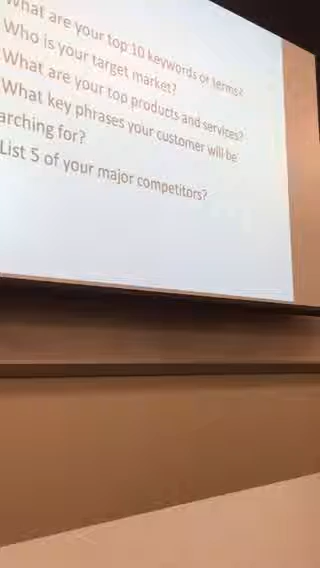 What are your top 10 keywords or terms?
Who is your target market?
What are your top products and services?
What key phrases your customer will be
arching for?
List 5 of your major competitors?